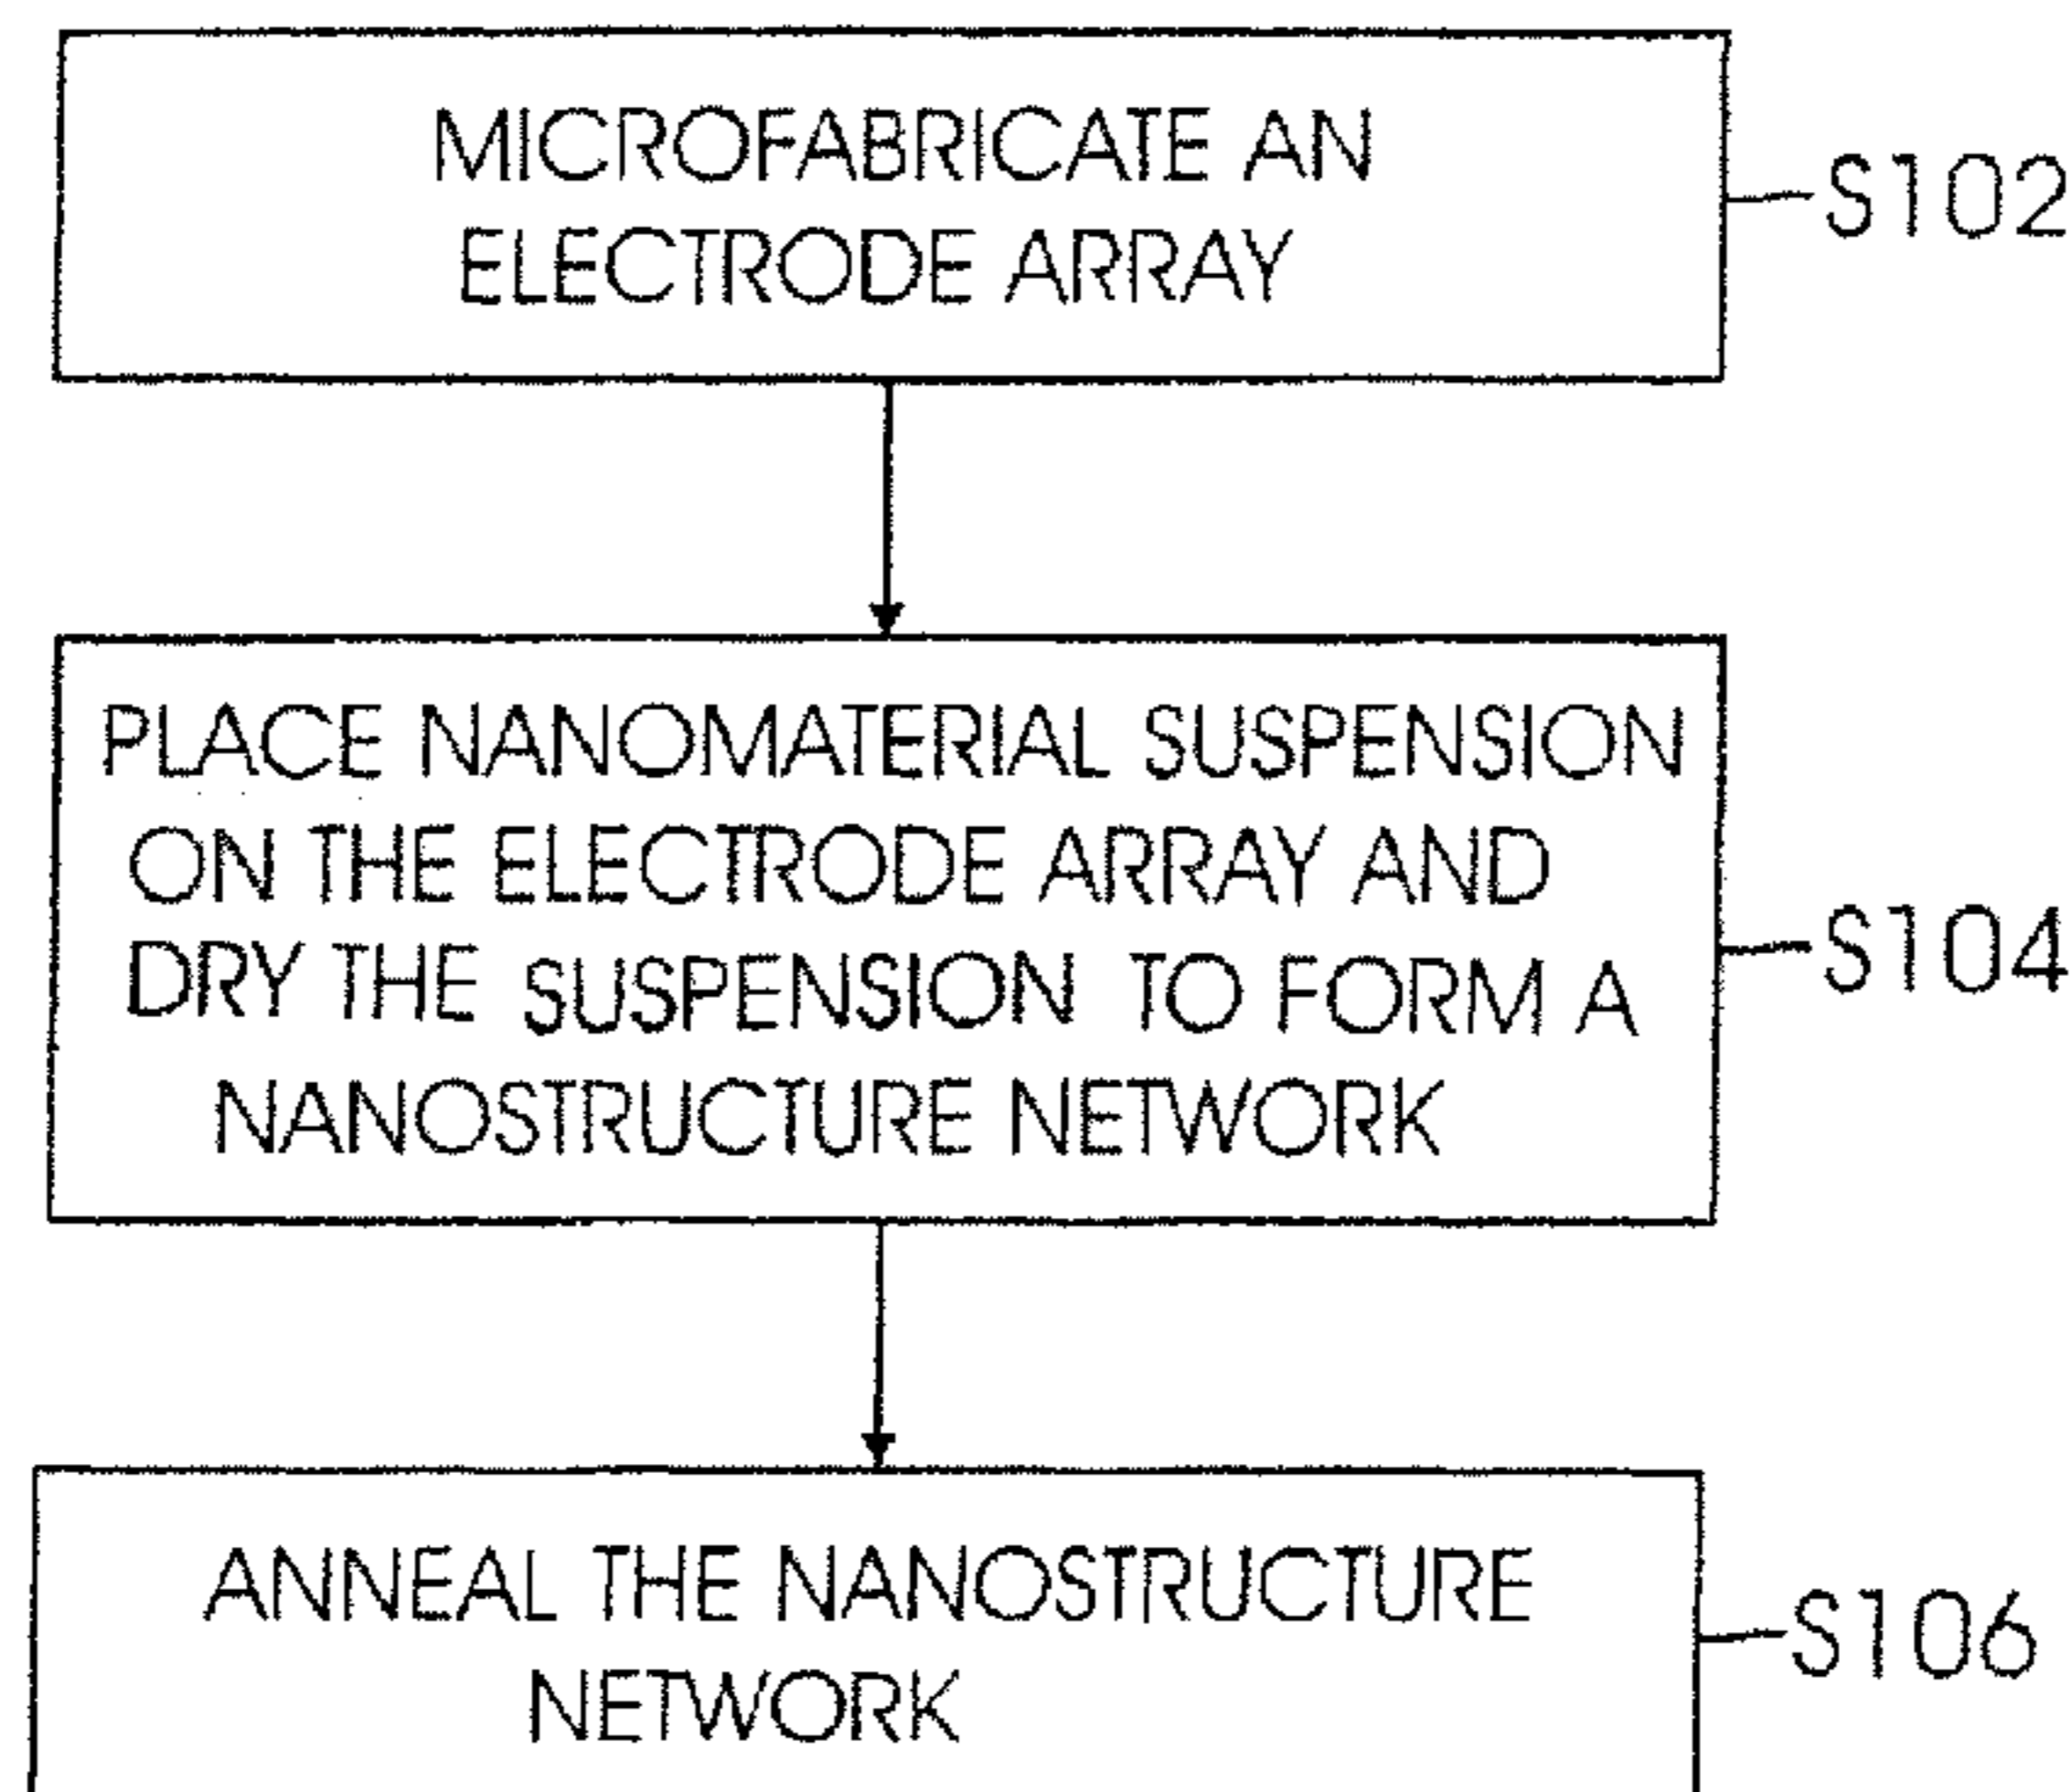 MICROFABRICATE AN
ELECTRODE ARRAY
S102
PLACE NANOMATERIAL SUSPENSION
ON THE ELECTRODE ARRAY AND
DRY THE SUSPENSION TO FORM A
NANOSTRUCTURE NETWORK
S104
ANNEAL THE NANOSTRUCTURE
NETWORK
S106